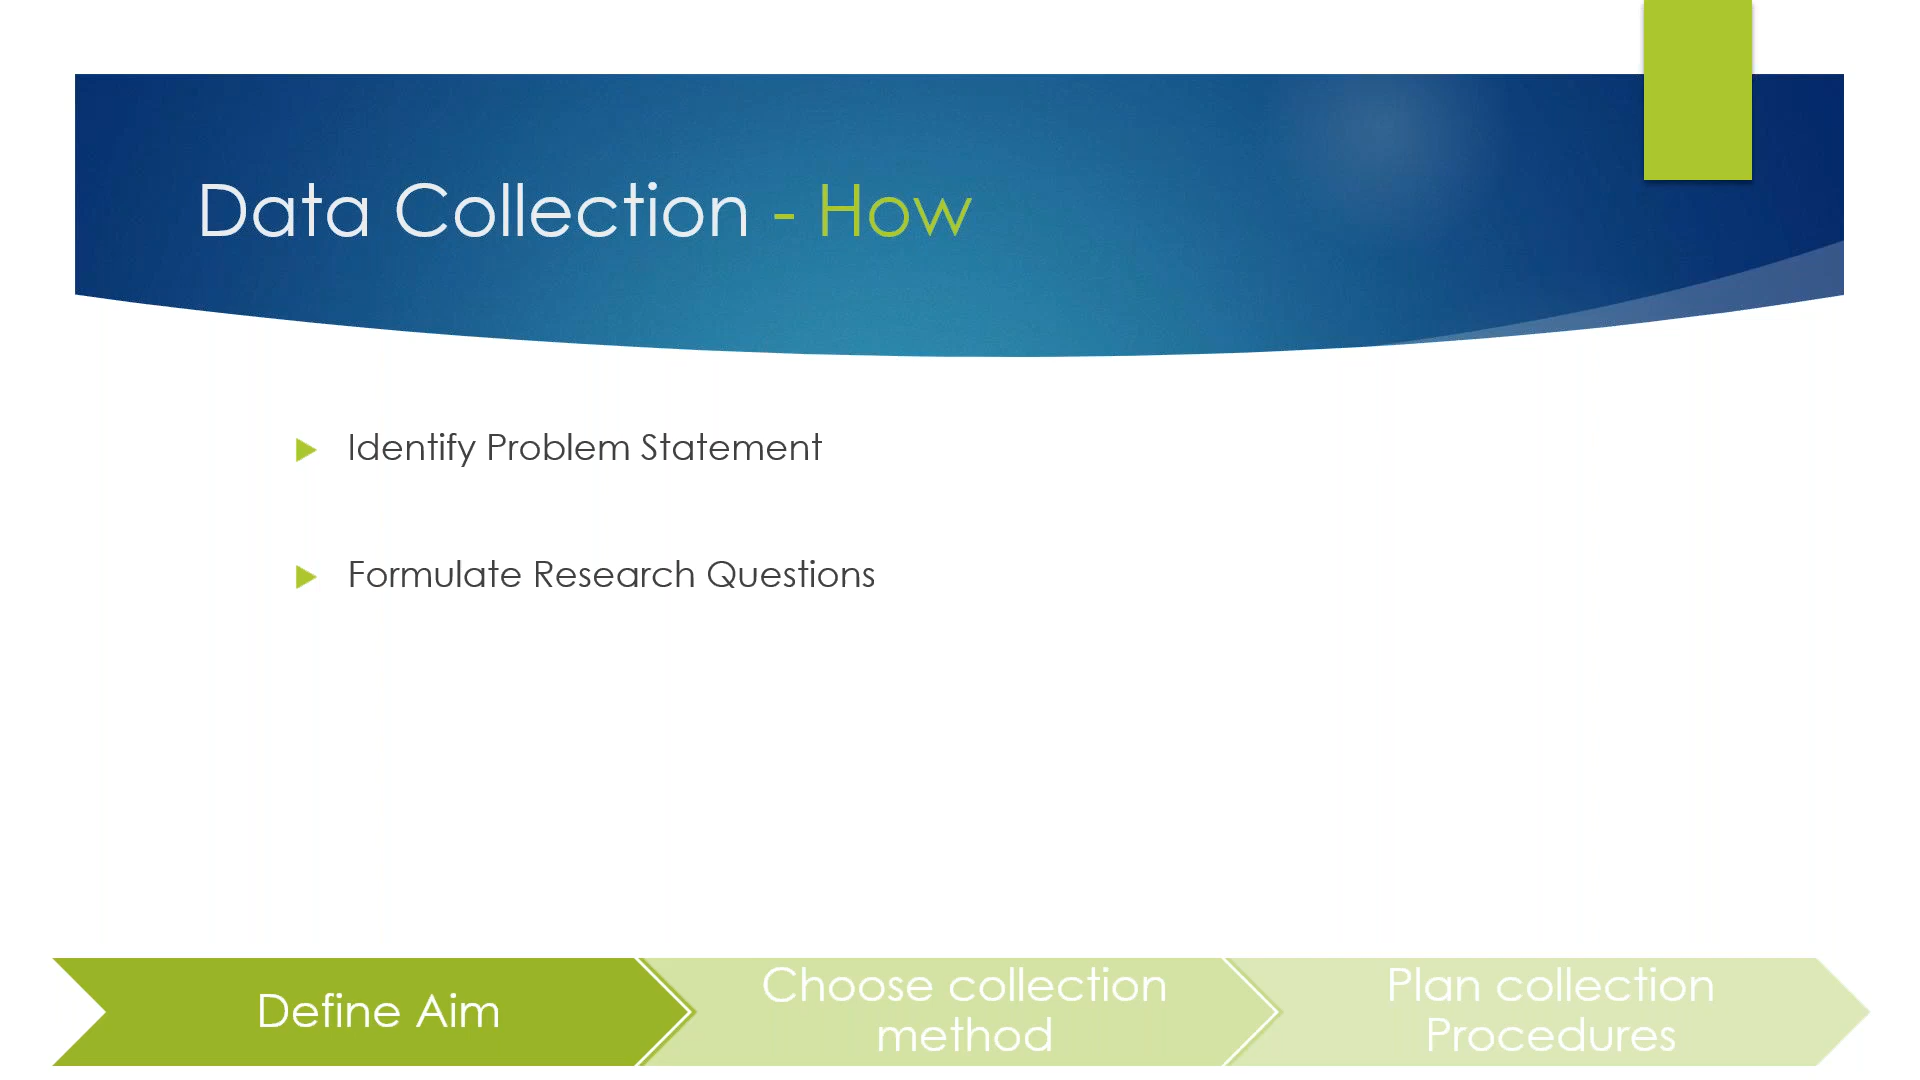 Data Collection - How
Identify Problem Statement
Formulate Research Questions
Define Aim
Choose collection
method
Plan collection
Procedures